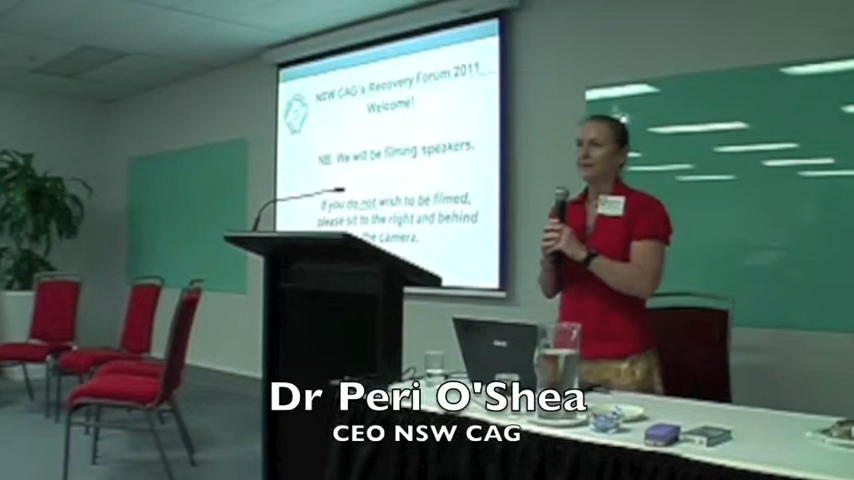 NSW CAG's Recovery Forum 2011
Welcome!
NB: We will be filming speakers.
If you do not wish to be filmed,
please sit to the right and behind
the camera.
Dr Peri O'Shea
CEO NSW CAG